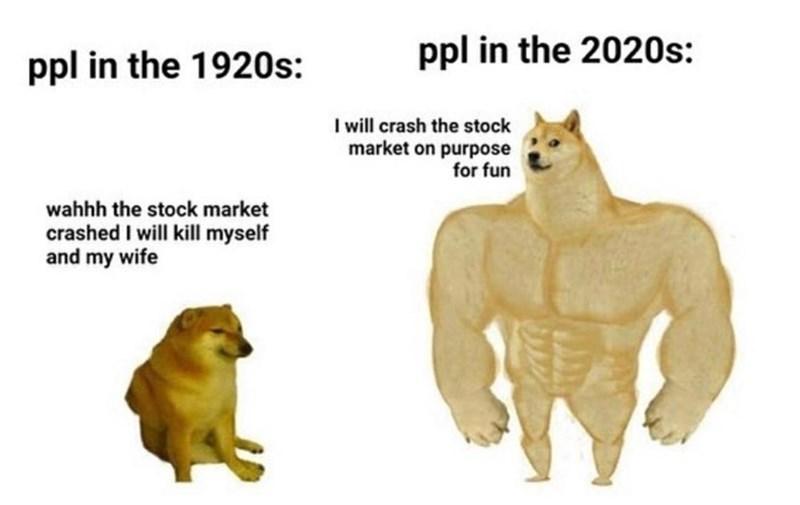 ppl in the 1920s:
wahhh the stock market
crashed I will kill myself
and my wife
ppl in the 2020s:
I will crash the stock
market on purpose
for fun